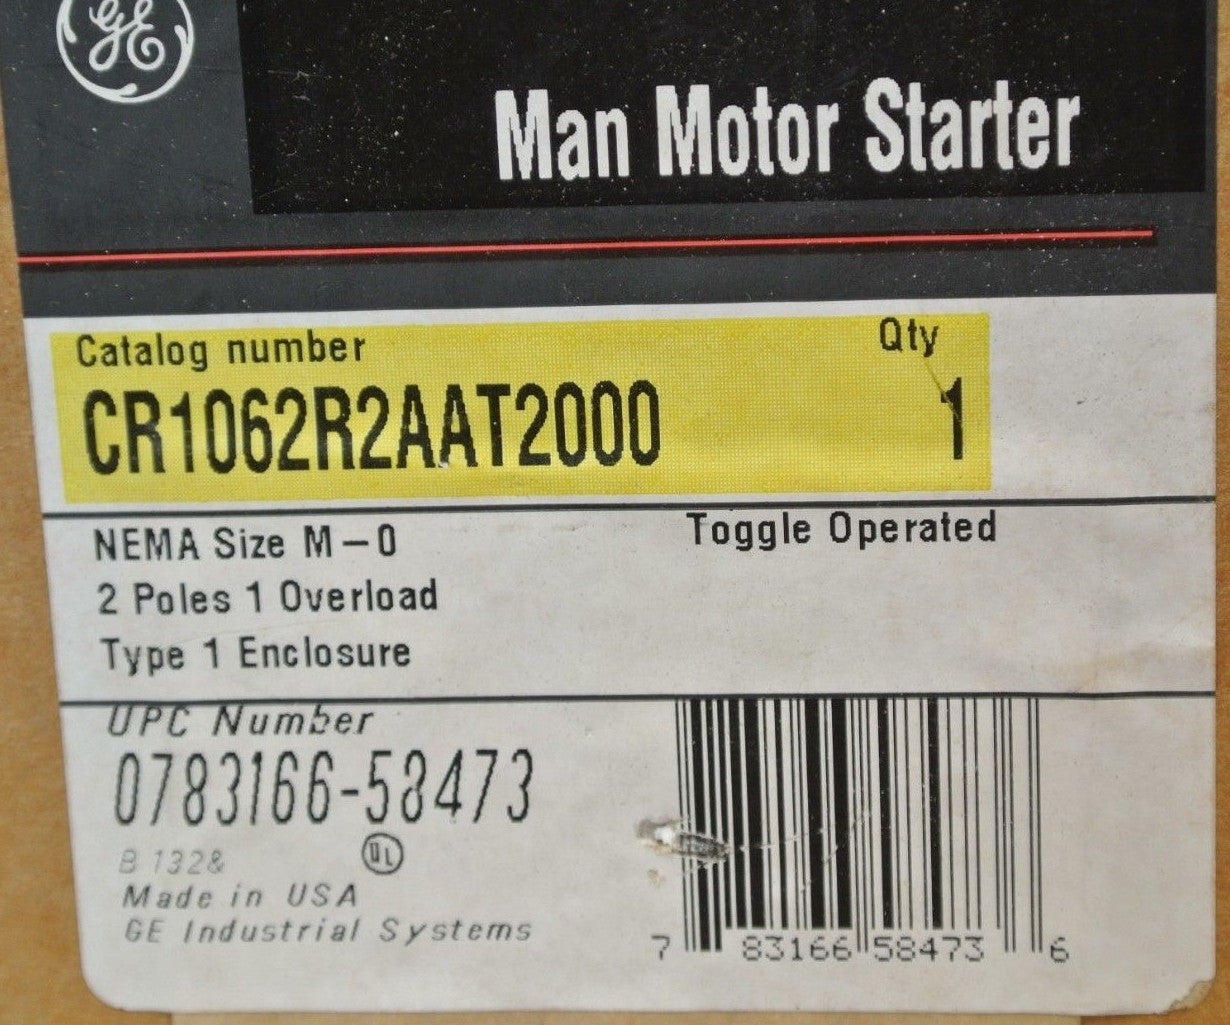 GE
Man Motor Starter
Catalog number Qty
CR1062R2AAT2000 1
NEMA Size M-0 Toggle Operated
2 Poles 1 Overload
Type 1 Enclosure
UPC Number
0783166-58473
B 132&
UL
Made in USA
GE Industrial Systems
7 83166 58473 6